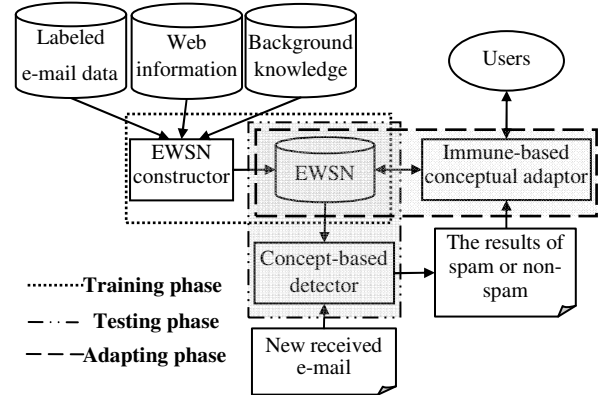 Labeled
e-mail data
Web
information
Background
knowledge
Users
EWSN
constructor
EWSN
Immune-based
conceptual adaptor
Concept-based
detector
The results of
spam or non-
spam
Training phase
Testing phase
Adapting phase
New received
e-mail